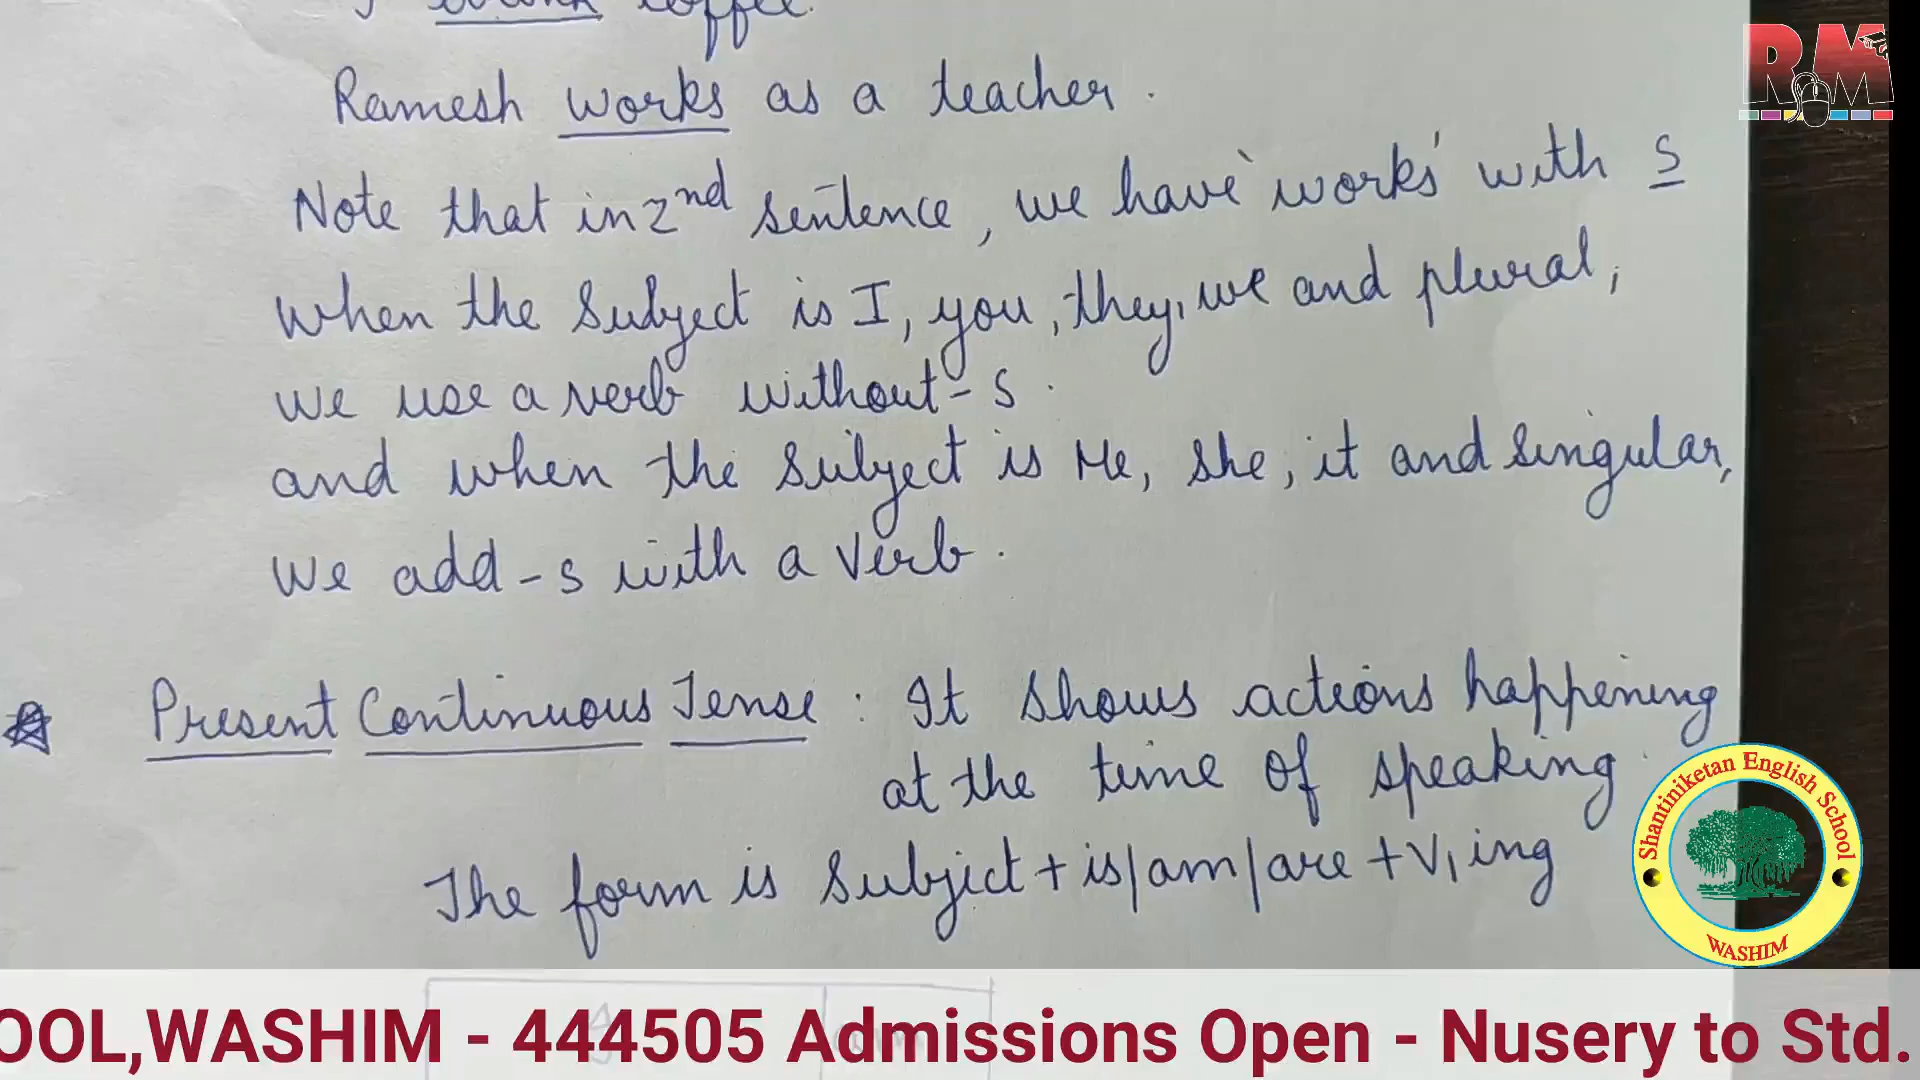 I drink coffee.
Ramesh works as a teacher.
Note that in 2nd sentence, we have 'works' with s
when the subject is I, you, they, we and plural,
we use a verb without -s.
and when the subject is He, she, it and singular,
we add -s with a verb.
Present Continuous Tense : It shows actions happening
at the time of speaking.
The form is Subject + is/am/are + V1 ing
RM
Shantiniketan English School
WASHIM
OOL,WASHIM - 444505 Admissions Open - Nusery to Std.